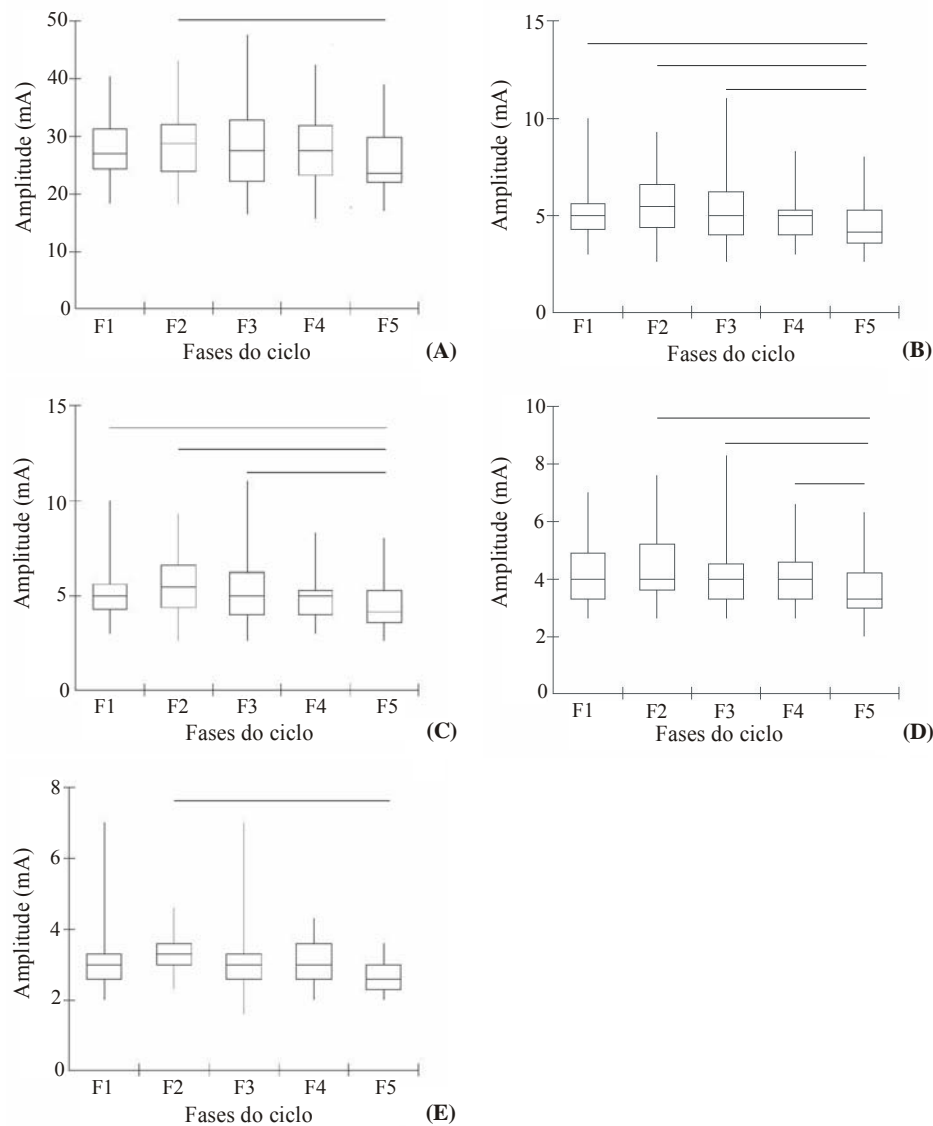 Amplitude (mA)
50
40
30
20
10
0
F1 F2 F3 F4 F5
Fases do ciclo
(A)
Amplitude (mA)
15
10
5
0
F1 F2 F3 F4 F5
Fases do ciclo
(B)
Amplitude (mA)
15
10
5
0
F1 F2 F3 F4 F5
Fases do ciclo
(C)
Amplitude (mA)
10
8
6
4
2
0
F1 F2 F3 F4 F5
Fases do ciclo
(D)
Amplitude (mA)
8
6
4
2
0
F1 F2 F3 F4 F5
Fases do ciclo
(E)